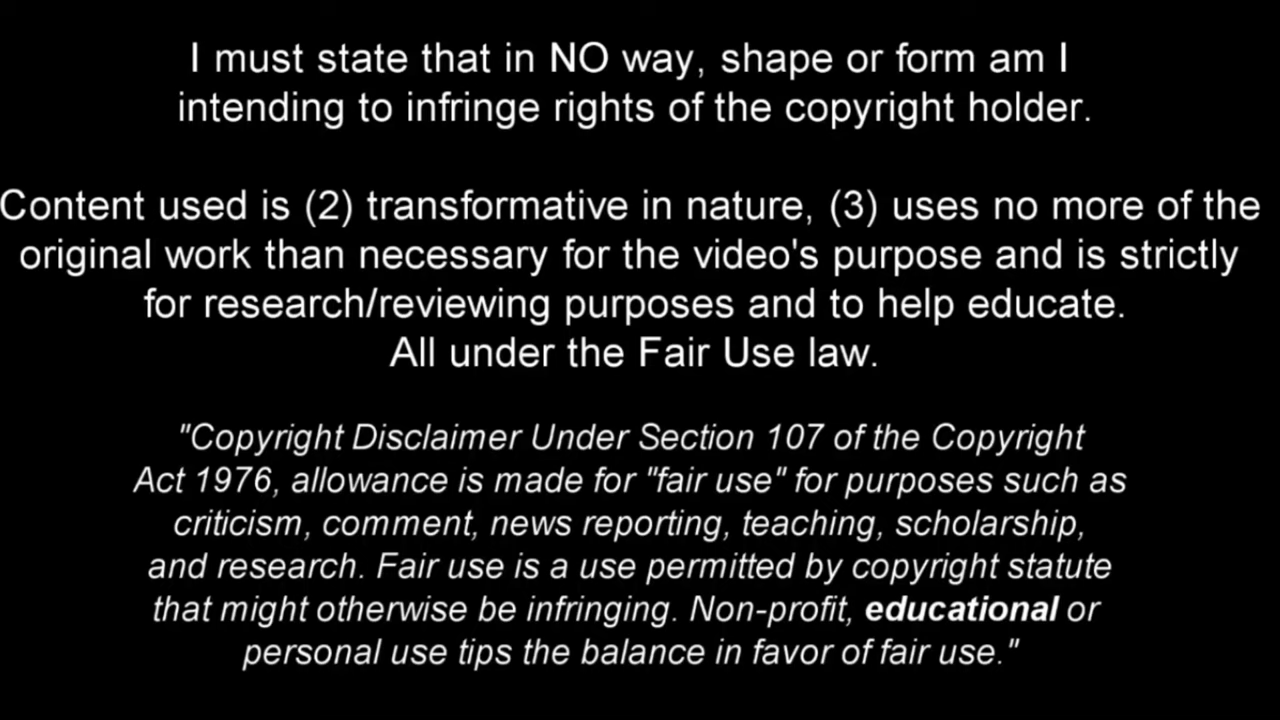 I must state that in NO way, shape or form am I
intending to infringe rights of the copyright holder.
Content used is (2) transformative in nature, (3) uses no more of the
original work than necessary for the video's purpose and is strictly
for research/reviewing purposes and to help educate.
All under the Fair Use law.
"Copyright Disclaimer Under Section 107 of the Copyright
Act 1976, allowance is made for "fair use" for purposes such as
criticism, comment, news reporting, teaching, scholarship,
and research. Fair use is a use permitted by copyright statute
that might otherwise be infringing. Non-profit, educational or
personal use tips the balance in favor of fair use."